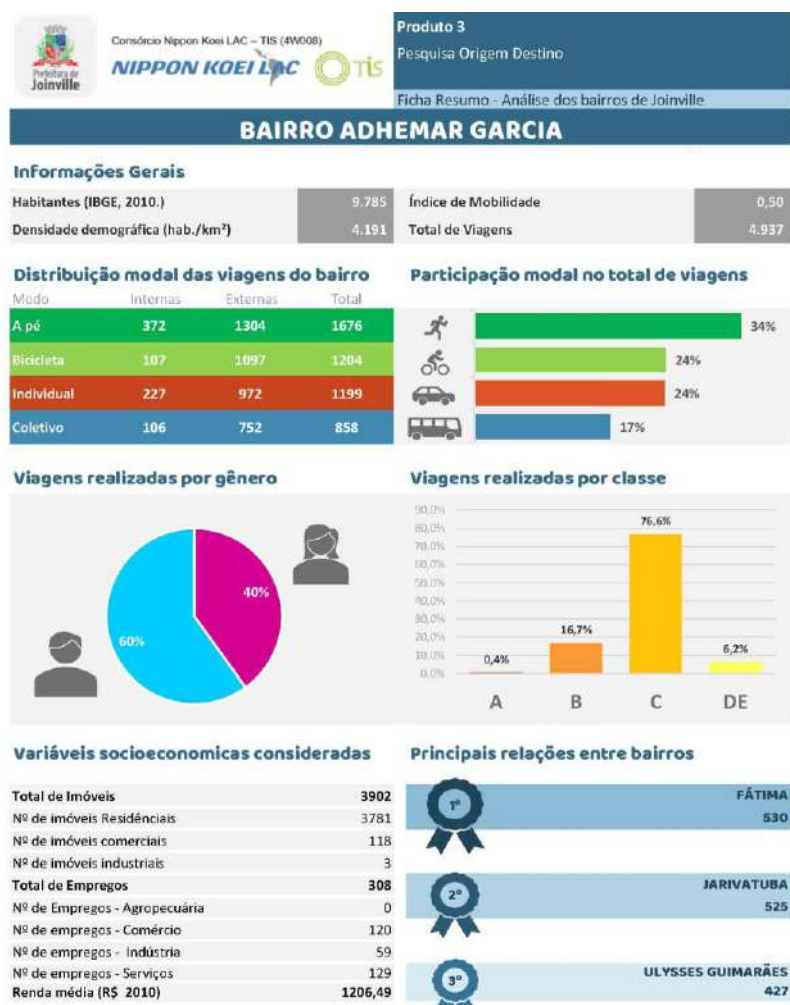 Prefeitura de
Joinville
Consórcio Nippon Koei LAC – TIS (4W008)
NIPPON KOEI LAC
TIS
Produto 3
Pesquisa Origem Destino
Ficha Resumo - Análise dos bairros de Joinville
BAIRRO ADHEMAR GARCIA
Informações Gerais
Habitantes (IBGE, 2010.) 9.785
Densidade demográfica (hab./km²) 4.191
Índice de Mobilidade 0,50
Total de Viagens 4.937
Distribuição modal das viagens do bairro
Modo Internas Externas Total
A pé 372 1304 1676
Bicicleta 107 1097 1204
Individual 227 972 1199
Coletivo 106 752 858
Participação modal no total de viagens
34%
24%
24%
17%
Viagens realizadas por gênero
40%
60%
Viagens realizadas por classe
90,0%
80,0%
70,0%
60,0%
50,0%
40,0%
30,0%
20,0%
10,0%
0,0%
0,4%
16,7%
76,6%
6,2%
A B C DE
Variáveis socioeconomicas consideradas
Total de Imóveis 3902
Nº de imóveis Residênciais 3781
Nº de imóveis comerciais 118
Nº de imóveis industriais 3
Total de Empregos 308
Nº de Empregos - Agropecuária 0
Nº de empregos - Comércio 120
Nº de empregos - Indústria 59
Nº de empregos - Serviços 129
Renda média (R$ 2010) 1206,49
Principais relações entre bairros
1º
FÁTIMA
530
2º
JARIVATUBA
525
3º
ULYSSES GUIMARÃES
427